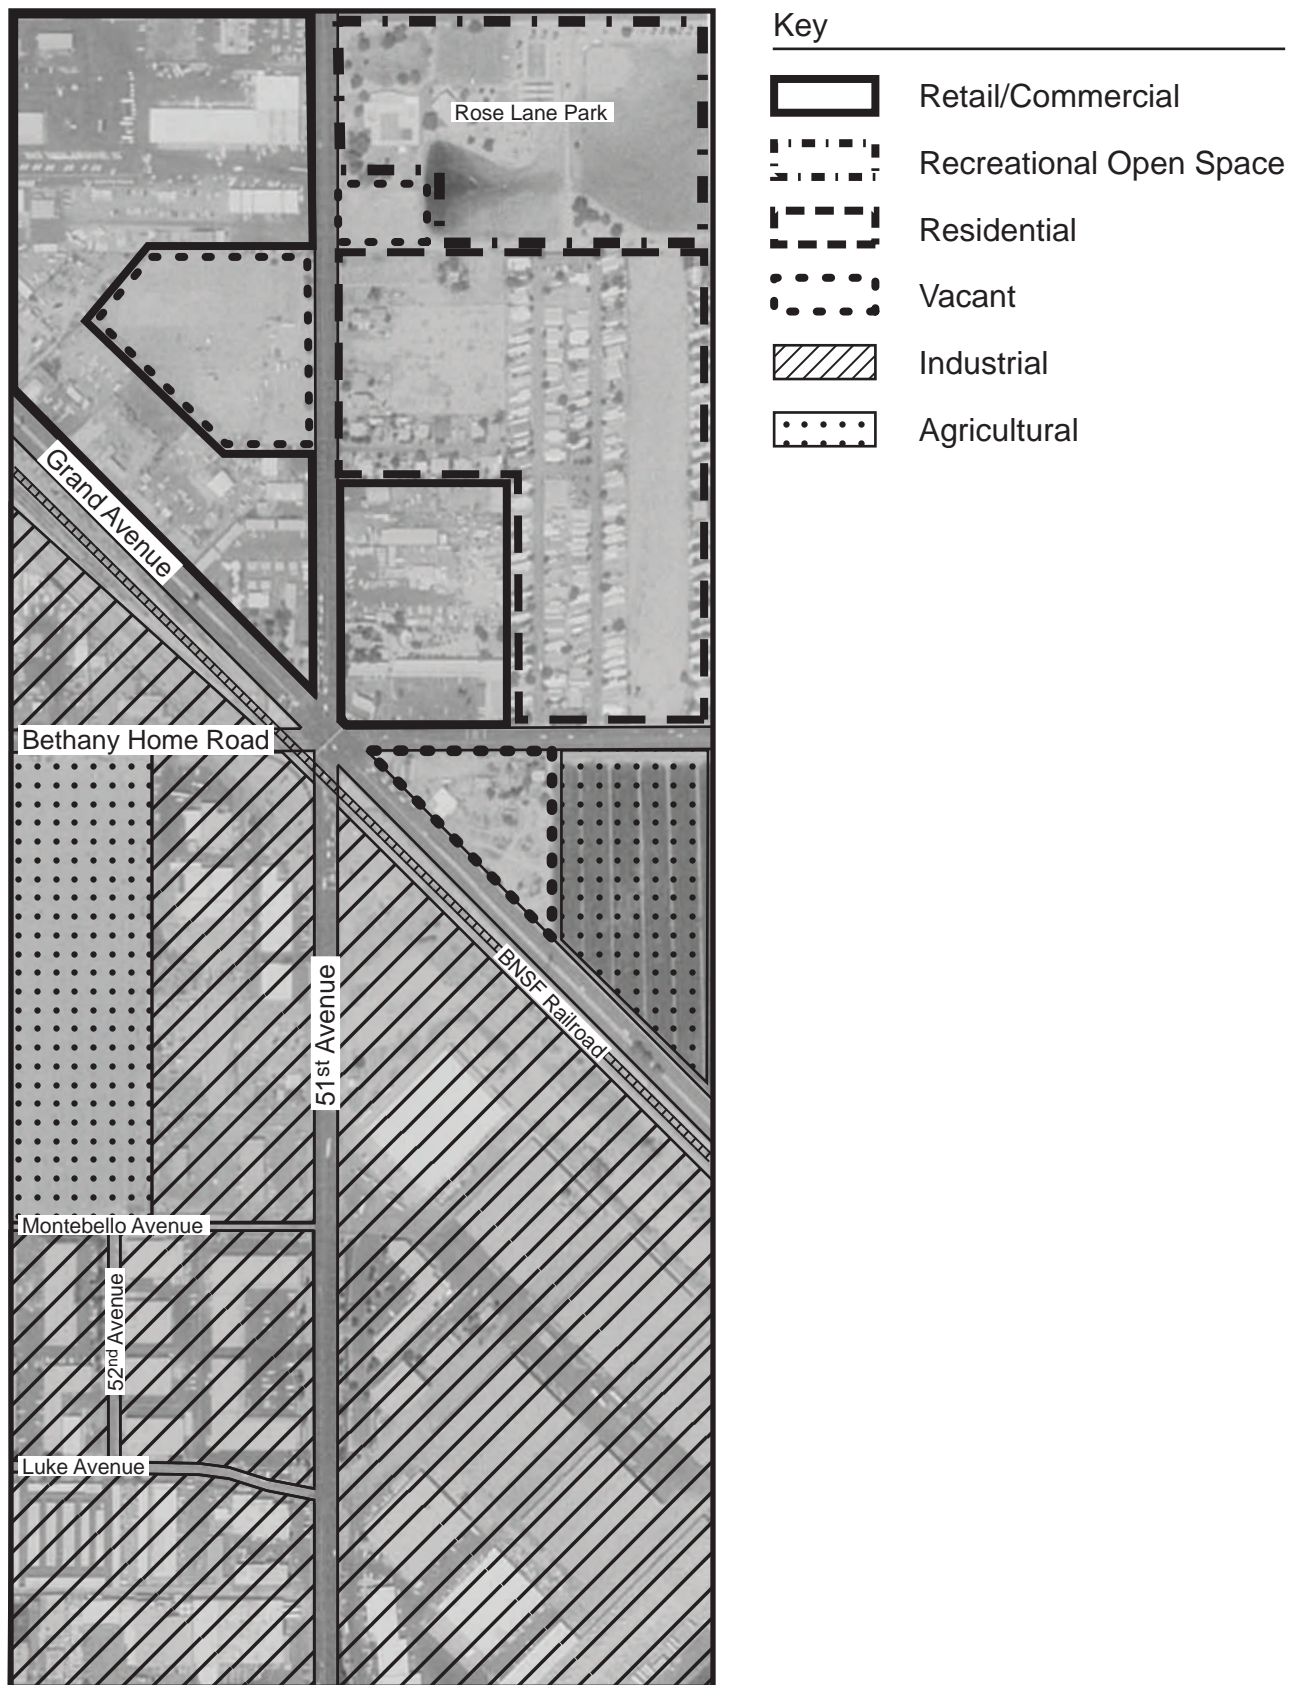 Key
Retail/Commercial
Recreational Open Space
Residential
Vacant
Industrial
Agricultural
Rose Lane Park
Grand Avenue
Bethany Home Road
BNSF Railroad
51st Avenue
Montebello Avenue
52nd Avenue
Luke Avenue